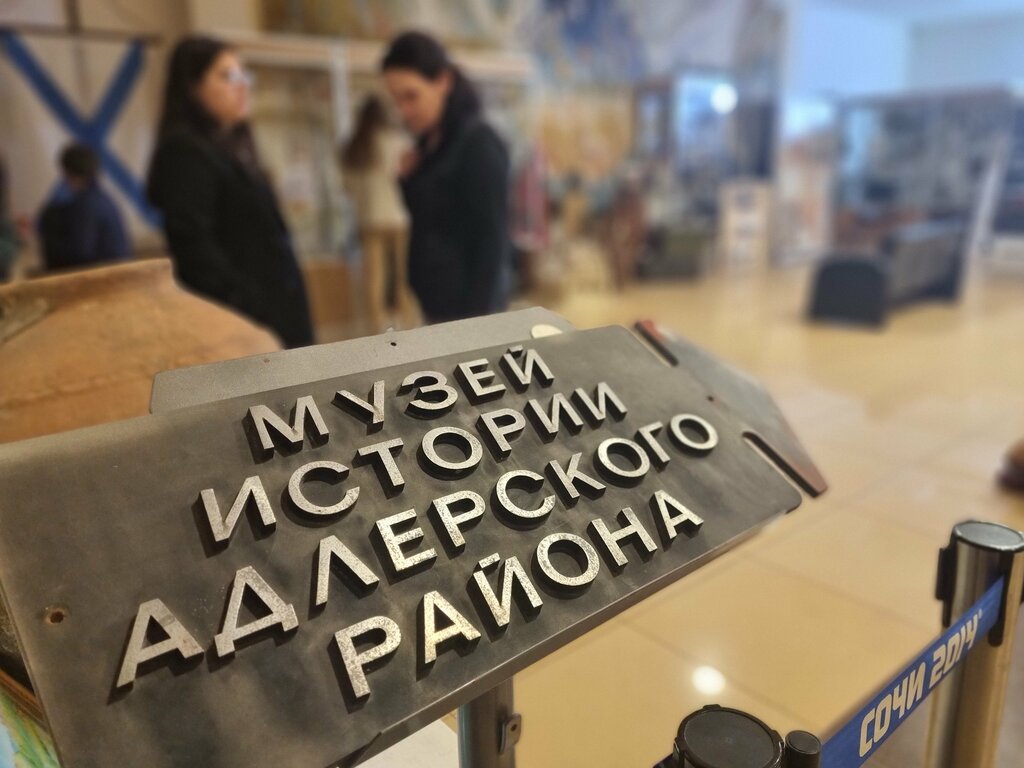 МУЗЕЙ
ИСТОРИИ
АДЛЕРСКОГО
РАЙОНА
СОЧИ 2014